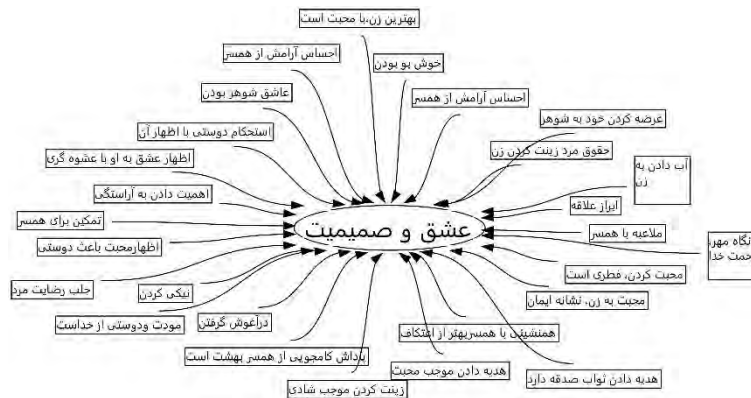 بهترین زن،با محبت است
احساس آرامش از همسر
خوش بو بودن
عاشق شوهر بودن
احساس آرامش از همسر
عرضه کردن خود به شوهر
استحکام دوستی با اظهار آن
حقوق مرد زینت کردن زن
اظهار عشق به او با عشوه گری
آب دادن به
زن
اهمیت دادن به آراستگی
ابراز علاقه
تمکین برای همسر
عشق و صمیمیت
ملاعبه با همسر
نگاه مهر،
حمت خدا
اظهارمحبت باعث دوستی
محبت کردن، فطری است
جلب رضایت مرد
نیکی کردن
محبت به زن، نشانه ایمان
درآغوش گرفتن
مودت ودوستی از خداست
همنشینی با همسربهتر از اعتکاف
پاداش کامجویی از همسر بهشت است
هدیه دادن موجب محبت
هدیه دادن ثواب صدقه دارد
زینت کردن موجب شادی